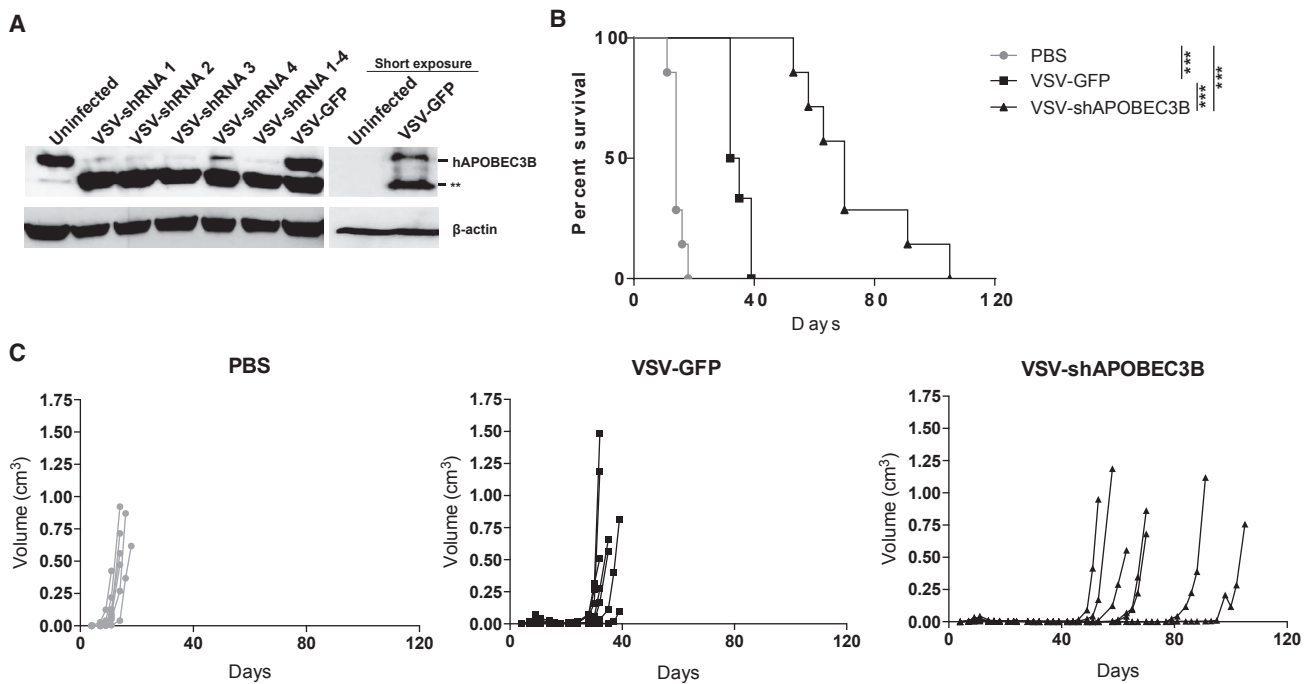 A
Uninfected
VSV-shRNA 1
VSV-shRNA 2
VSV-shRNA 3
VSV-shRNA 4
VSV-shRNA 1-4
VSV-GFP
Short exposure
Uninfected
VSV-GFP
hAPOBEC3B
**
β-actin
B
Percent survival
100
50
0
0 40 80 120
Days
PBS
VSV-GFP
VSV-shAPOBEC3B
***
***
***
C
PBS
Volume (cm³)
1.75
1.50
1.25
1.00
0.75
0.50
0.25
0.00
0 40 80 120
Days
VSV-GFP
Volume (cm³)
1.75
1.50
1.25
1.00
0.75
0.50
0.25
0.00
0 40 80 120
Days
VSV-shAPOBEC3B
Volume (cm³)
1.75
1.50
1.25
1.00
0.75
0.50
0.25
0.00
0 40 80 120
Days